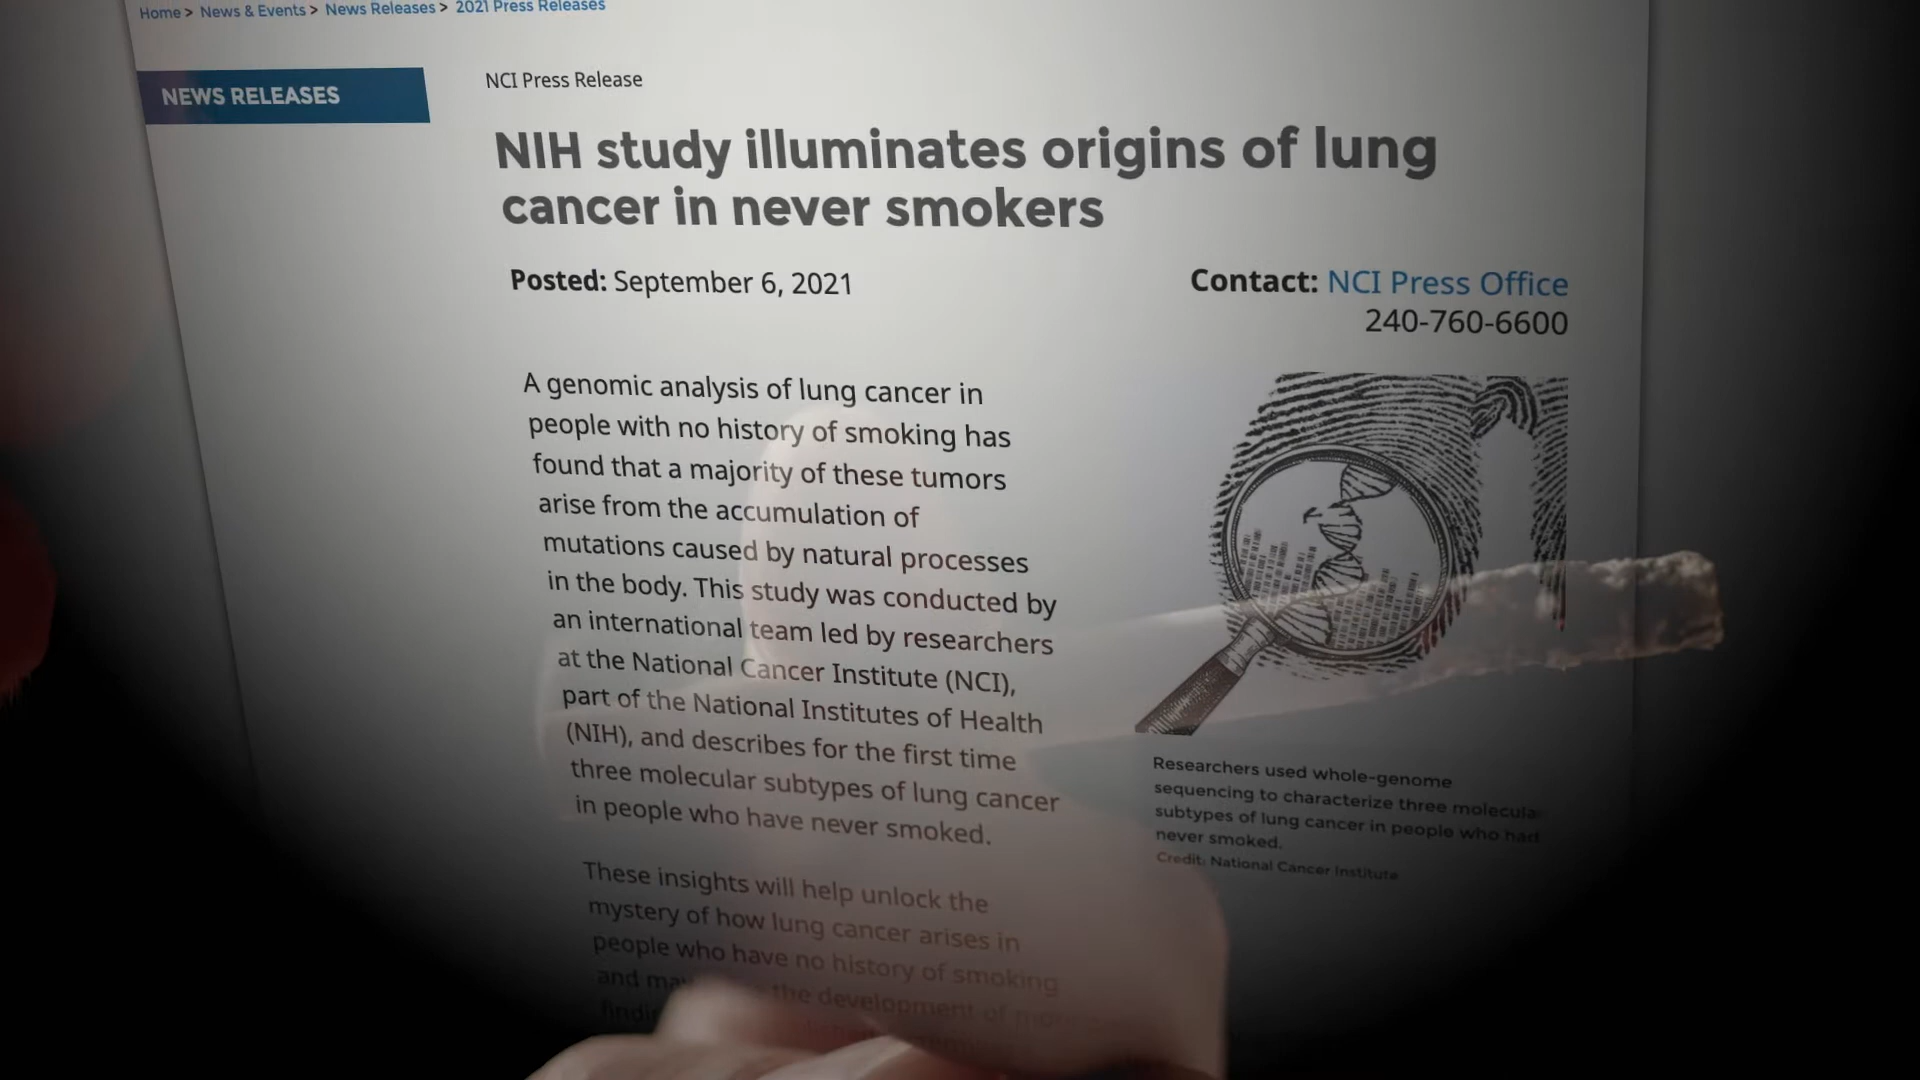 Home > News & Events > News Releases > 2021 Press Releases
NEWS RELEASES
NCI Press Release
NIH study illuminates origins of lung
cancer in never smokers
Posted: September 6, 2021
Contact: NCI Press Office
240-760-6600
A genomic analysis of lung cancer in
people with no history of smoking has
found that a majority of these tumors
arise from the accumulation of
mutations caused by natural processes
in the body. This study was conducted by
an international team led by researchers
at the National Cancer Institute (NCI),
part of the National Institutes of Health
(NIH), and describes for the first time
three molecular subtypes of lung cancer
in people who have never smoked.
These insights will help unlock the
mystery of how lung cancer arises in
people who have no history of smoking
and the development of
Researchers used whole-genome
sequencing to characterize three molecular
subtypes of lung cancer in people who had
never smoked.
Credit: National Cancer Institute